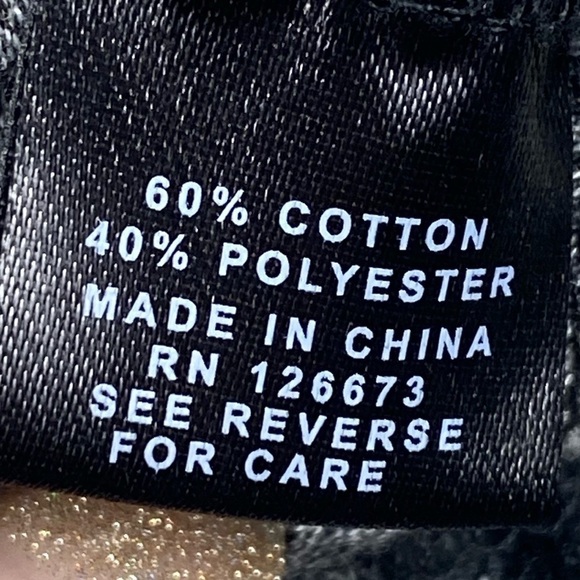 60% COTTON
40% POLYESTER
MADE IN CHINA
RN 126673
SEE REVERSE
FOR CARE